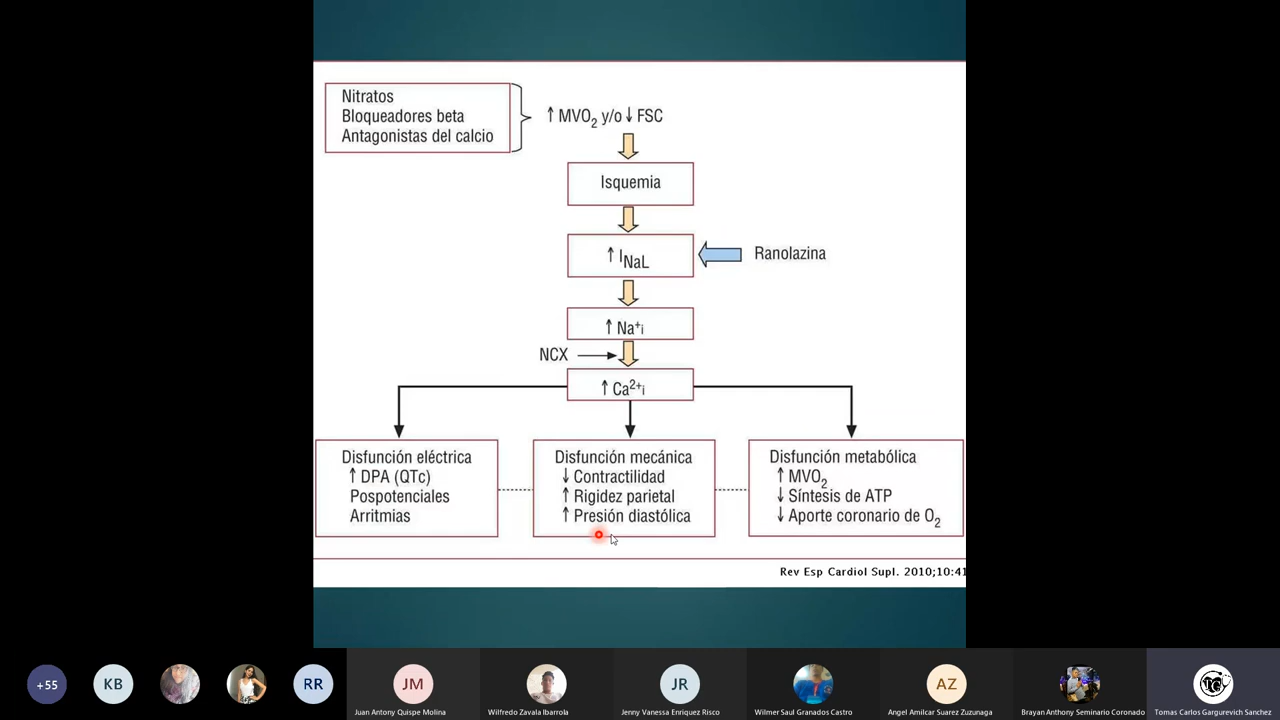 Nitratos
Bloqueadores beta
Antagonistas del calcio
↑ MVO₂ y/o ↓ FSC
Isquemia
↑ INaL
Ranolazina
↑ Na⁺i
NCX
↑ Ca²⁺i
Disfunción eléctrica
↑ DPA (QTc)
Pospotenciales
Arritmias
Disfunción mecánica
↓ Contractilidad
↑ Rigidez parietal
↑ Presión diastólica
Disfunción metabólica
↑ MVO₂
↓ Síntesis de ATP
↓ Aporte coronario de O₂
Rev Esp Cardiol Supl. 2010;10:41
+55
KB
RR
JM
JR
AZ
Juan Antony Quispe Molina
Wilfredo Zavala Ibarrola
Jenny Vanessa Enriquez Risco
Wilmer Saul Granados Castro
Angel Amilcar Suarez Zuzunaga
Brayan Anthony Seminario Coronado
Tomas Carlos Gargurevich Sanchez